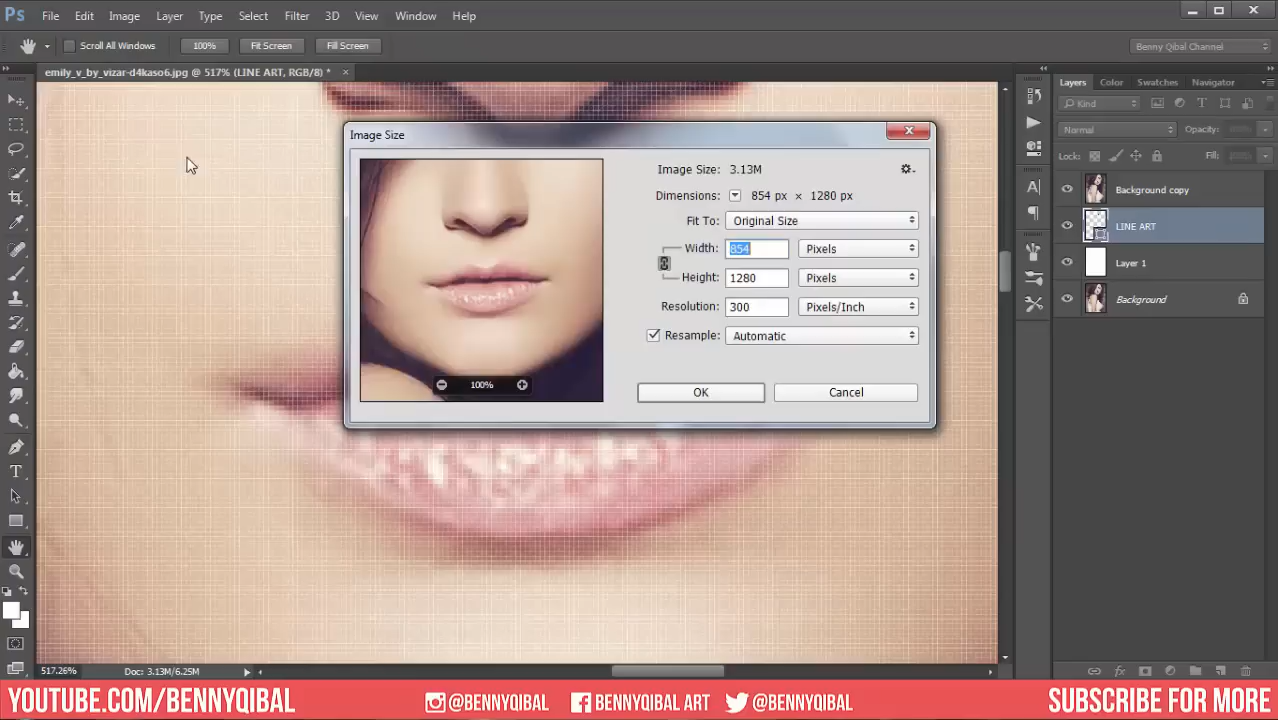 Ps File Edit Image Layer Type Select Filter 3D View Window Help
Scroll All Windows 100% Fit Screen Fill Screen Benny Qibal Channel
emily_v_by_vizar-d4kaso6.jpg @ 517% (LINE ART, RGB/8) * ×
Layers Color Swatches Navigator
Kind
Normal Opacity:
Lock: Fill:
Background copy
LINE ART
Layer 1
Background
Image Size
Image Size: 3.13M
Dimensions: 854 px × 1280 px
Fit To: Original Size
Width: 854 Pixels
Height: 1280 Pixels
Resolution: 300 Pixels/Inch
Resample: Automatic
100%
OK Cancel
517.26% Doc: 3.13M/6.25M
YOUTUBE.COM/BENNYQIBAL @BENNYQIBAL BENNYQIBAL ART @BENNYQIBAL SUBSCRIBE FOR MORE